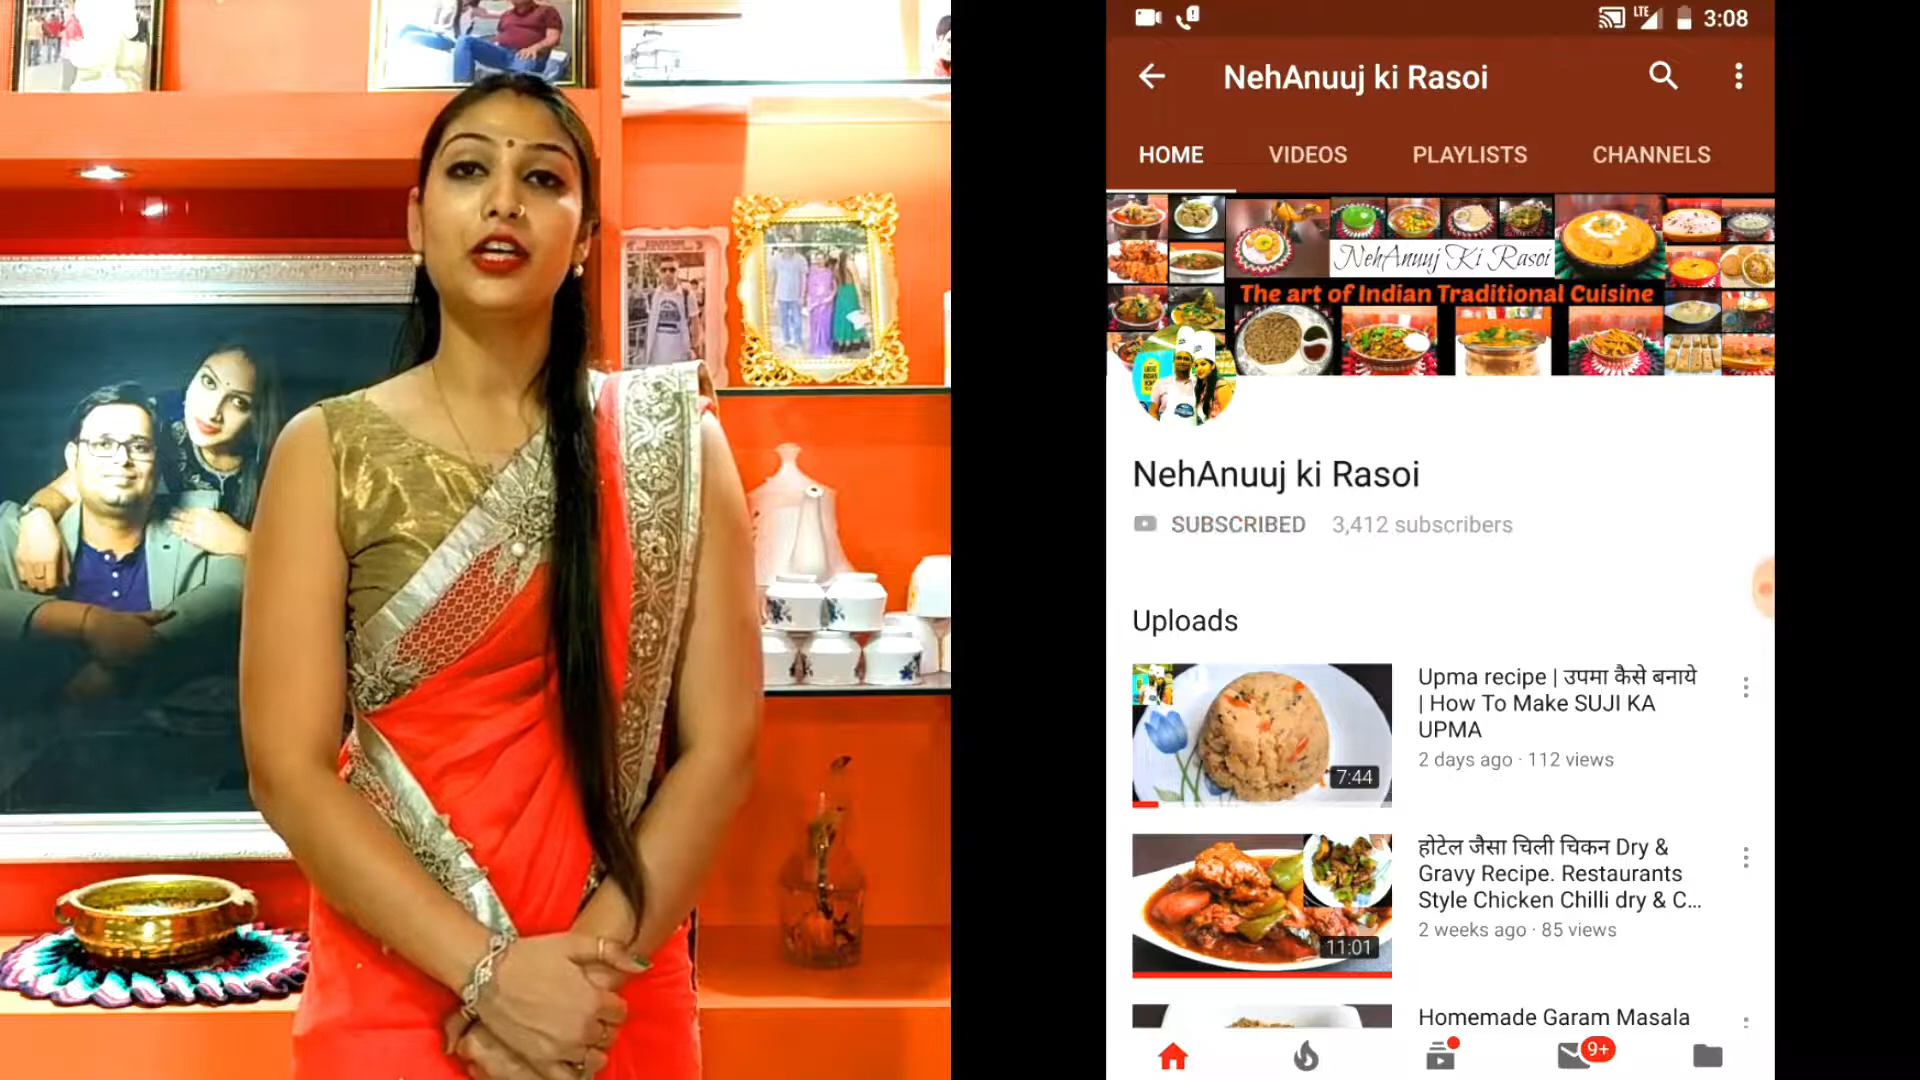 LTE 3:08
NehAnuuj ki Rasoi
HOME VIDEOS PLAYLISTS CHANNELS
NehAnuuj Ki Rasoi
The art of Indian Traditional Cuisine
NehAnuuj ki Rasoi
SUBSCRIBED 3,412 subscribers
Uploads
Upma recipe | उपमा कैसे बनाये
| How To Make SUJI KA
UPMA
2 days ago · 112 views
7:44
होटेल जैसा चिली चिकन Dry &
Gravy Recipe. Restaurants
Style Chicken Chilli dry & C...
2 weeks ago · 85 views
11:01
Homemade Garam Masala
9+